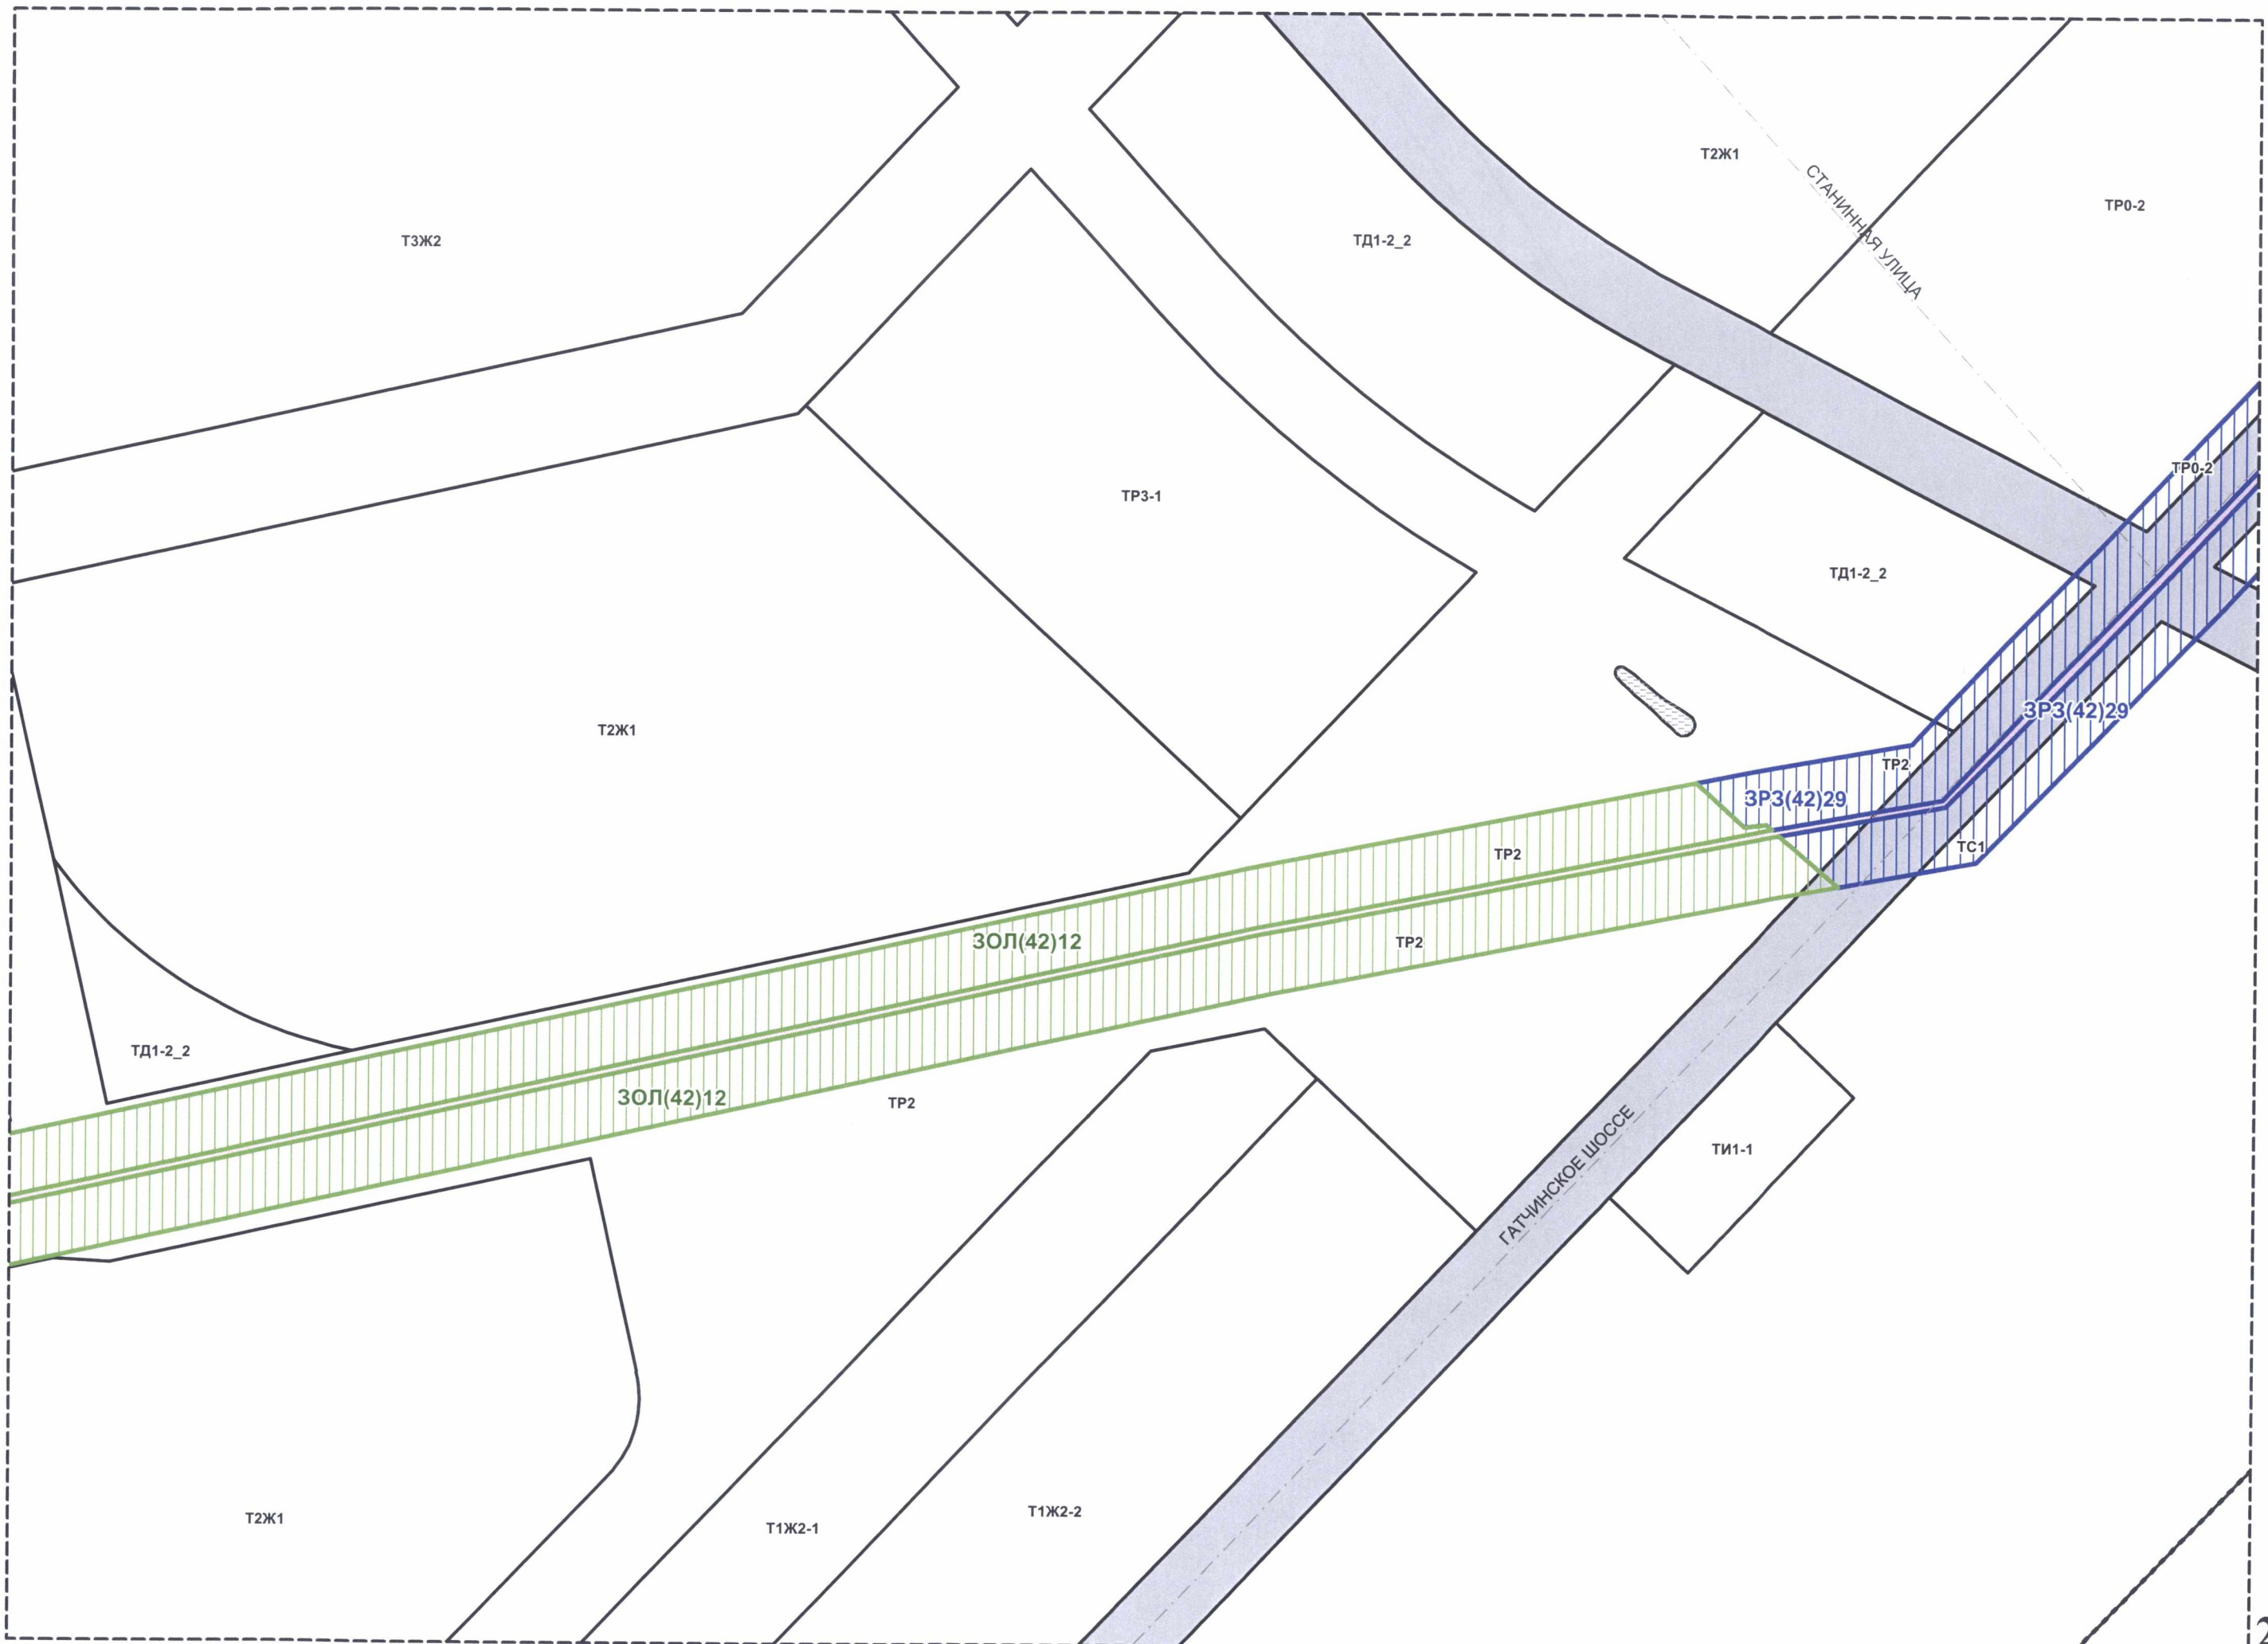 Т2Ж1
СТАНИННАЯ УЛИЦА
ТР0-2
Т3Ж2
ТД1-2_2
ТР0-2
ТР3-1
ТД1-2_2
ЗРЗ(42)29
Т2Ж1
ТР2
ЗРЗ(42)29
ТС1
ТР2
ЗОЛ(42)12
ТР2
ТД1-2_2
ЗОЛ(42)12
ТР2
ГАТЧИНСКОЕ ШОССЕ
ТИ1-1
Т2Ж1
Т1Ж2-1
Т1Ж2-2